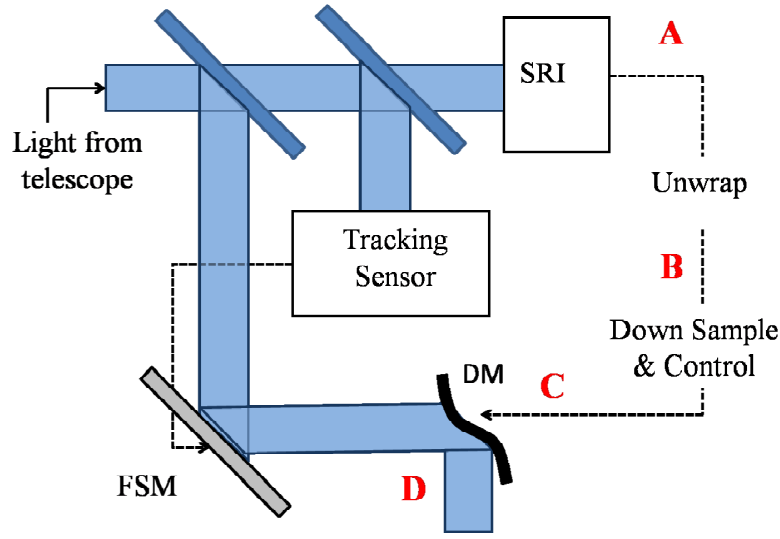 A
SRI
Light from
telescope
Unwrap
Tracking
Sensor
B
Down Sample
& Control
DM
C
FSM
D